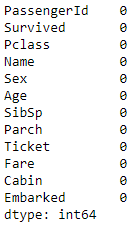 PassengerId 0
Survived 0
Pclass 0
Name 0
Sex 0
Age 0
SibSp 0
Parch 0
Ticket 0
Fare 0
Cabin 0
Embarked 0
dtype: int64